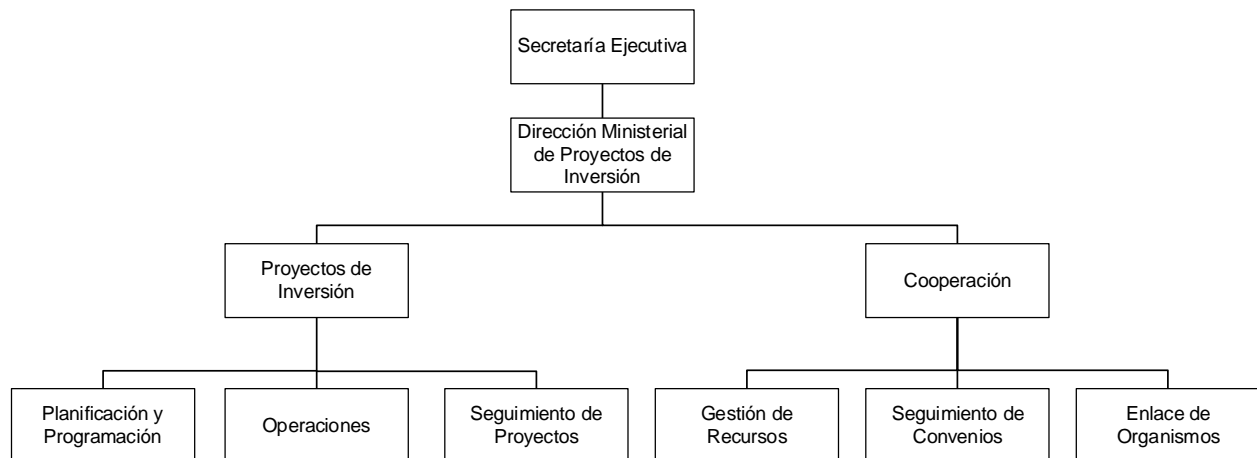 Secretaría Ejecutiva
Dirección Ministerial
de Proyectos de
Inversión
Proyectos de
Inversión
Cooperación
Planificación y
Programación
Operaciones
Seguimiento de
Proyectos
Gestión de
Recursos
Seguimiento de
Convenios
Enlace de
Organismos